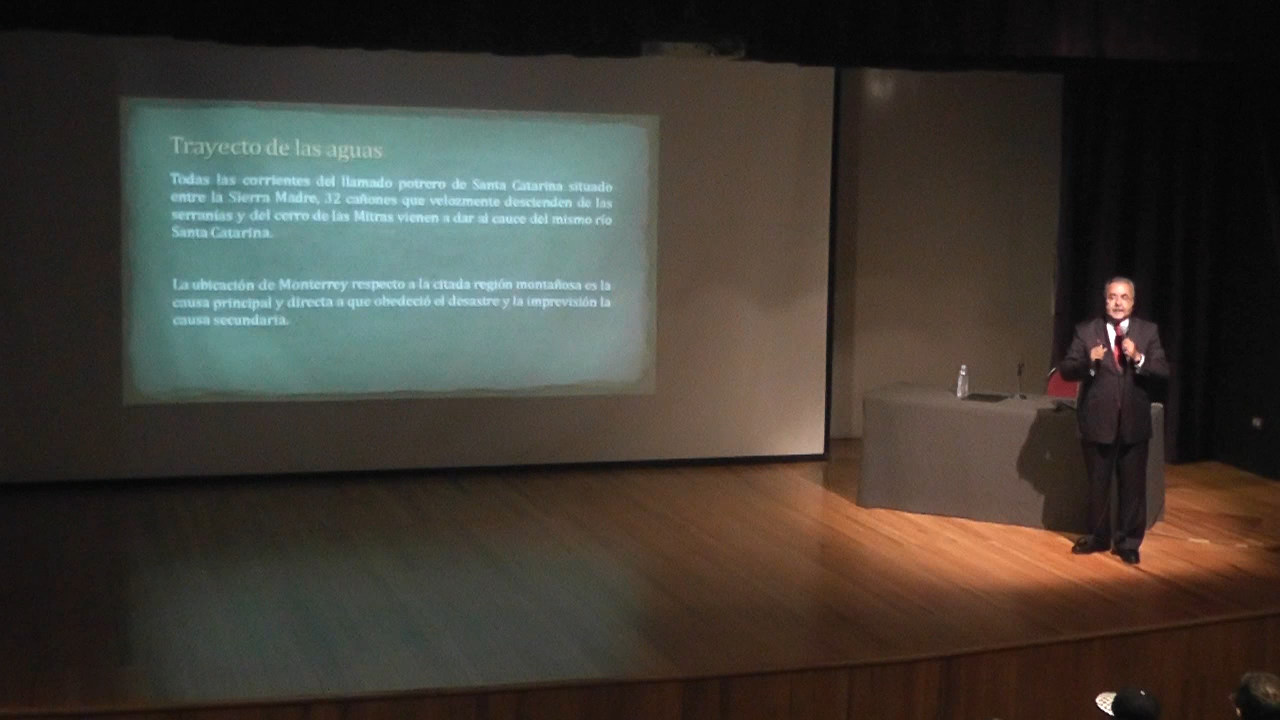 Trayecto de las aguas
Todas las corrientes del llamado potrero de Santa Catarina situado
entre la Sierra Madre, 32 cañones que velozmente descienden de las
serranías y del cerro de las Mitras vienen a dar al cauce del mismo río
Santa Catarina.
La ubicación de Monterrey respecto a la citada región montañosa es la
causa principal y directa a que obedeció el desastre y la imprevisión la
causa secundaria.